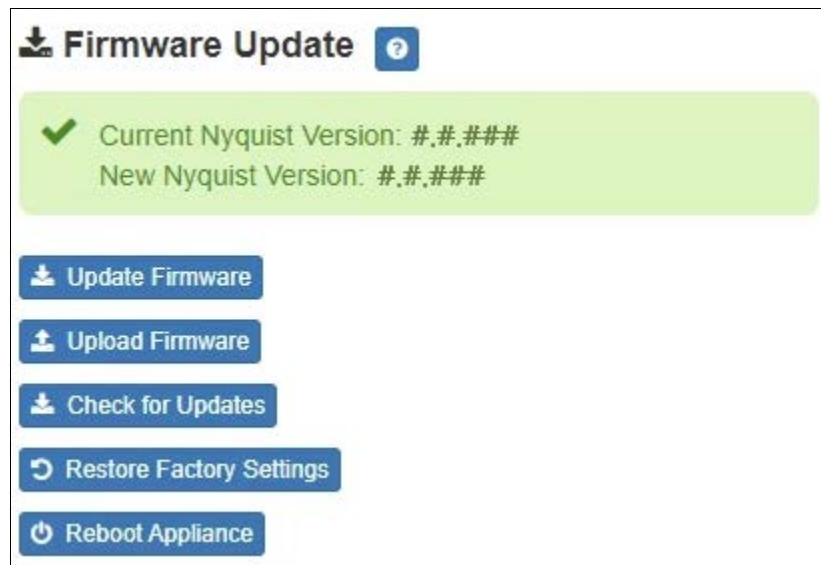 Firmware Update
Current Nyquist Version: #.#.###
New Nyquist Version: #.#.###
Update Firmware
Upload Firmware
Check for Updates
Restore Factory Settings
Reboot Appliance